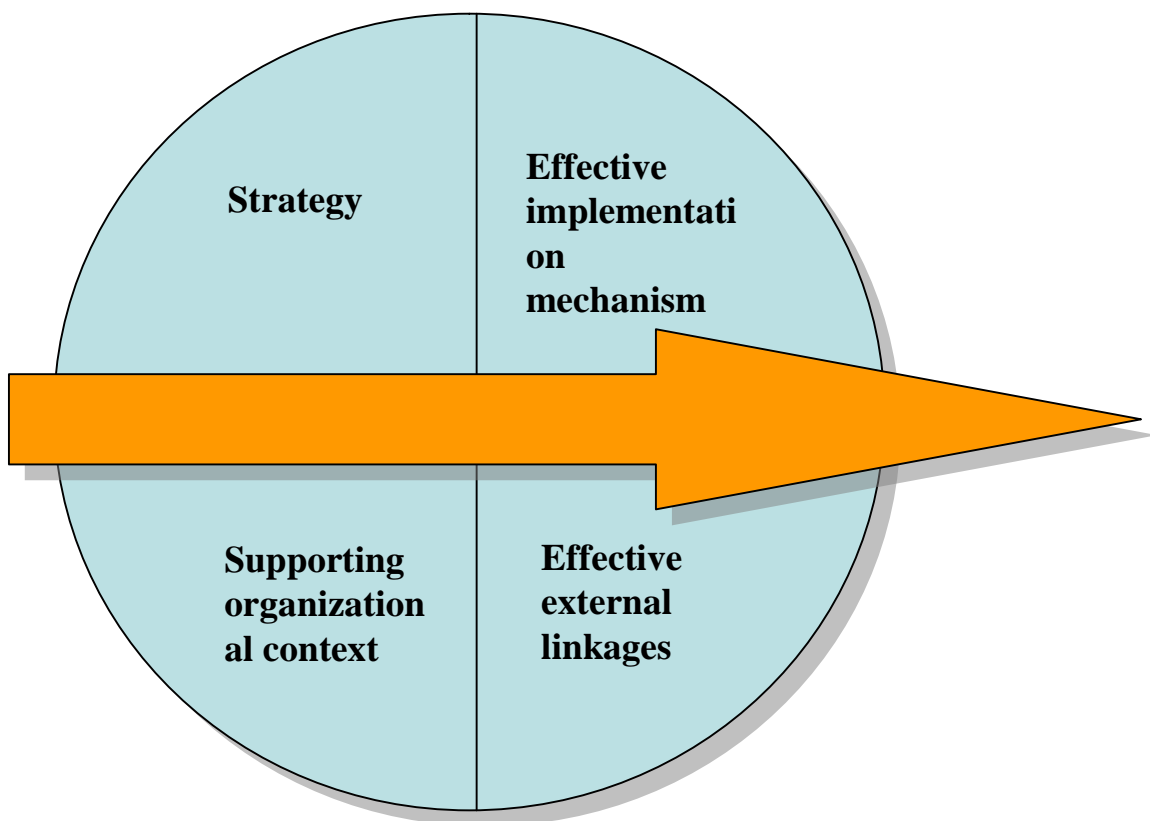 Strategy
Effective
implementati
on
mechanism
Supporting
organization
al context
Effective
external
linkages